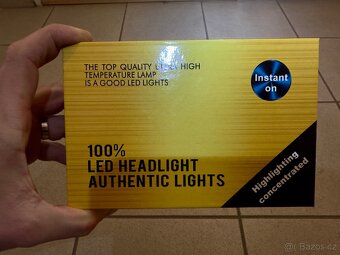 THE TOP QUALITY ULTRA HIGH
TEMPERATURE LAMP
IS A GOOD LED LIGHTS
Instant
on
100%
LED HEADLIGHT
AUTHENTIC LIGHTS
Highlighting
concentrated
Bazos.cz